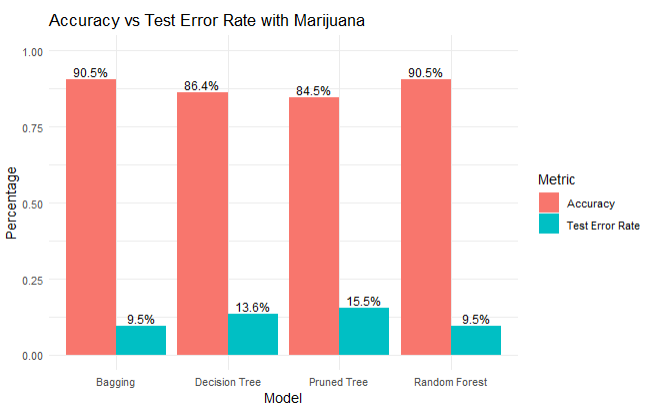 Accuracy vs Test Error Rate with Marijuana
Percentage
1.00
0.75
0.50
0.25
0.00
90.5%
9.5%
86.4%
13.6%
84.5%
15.5%
90.5%
9.5%
Bagging
Decision Tree
Pruned Tree
Random Forest
Model
Metric
Accuracy
Test Error Rate